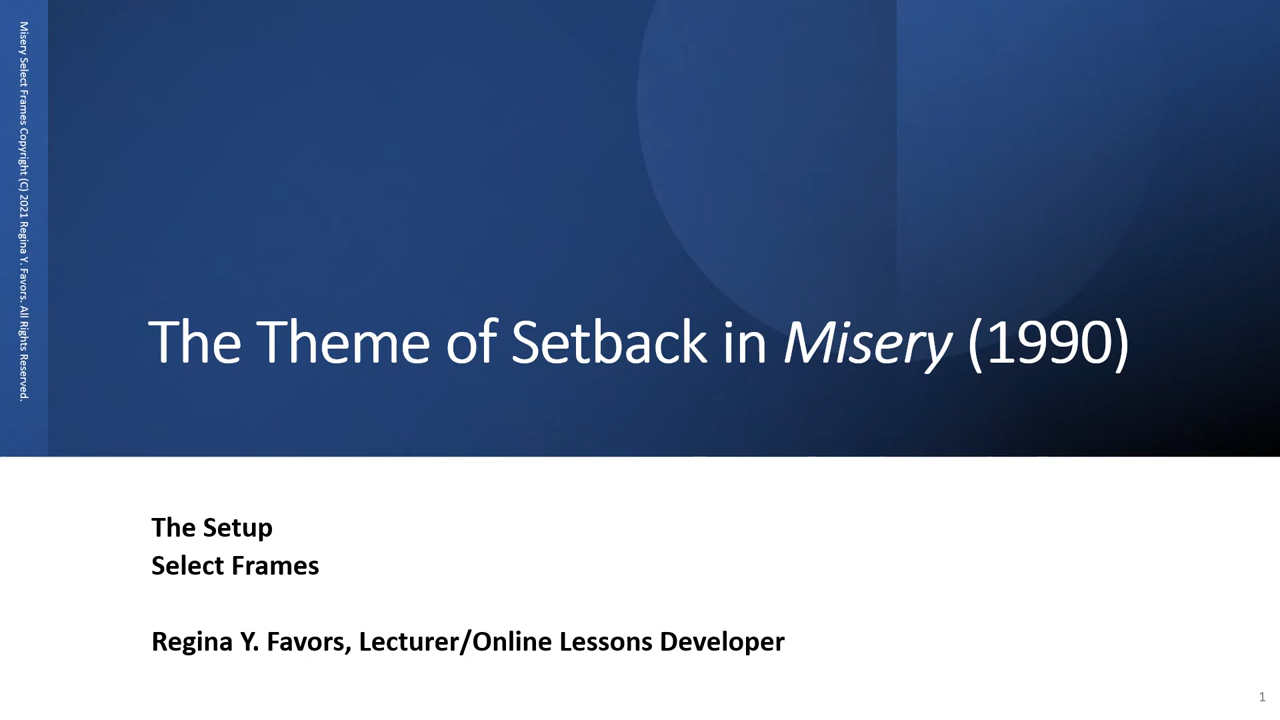 Misery Select Frames Copyright (C) 2021 Regina Y. Favors. All Rights Reserved.
The Theme of Setback in Misery (1990)
The Setup
Select Frames
Regina Y. Favors, Lecturer/Online Lessons Developer
1